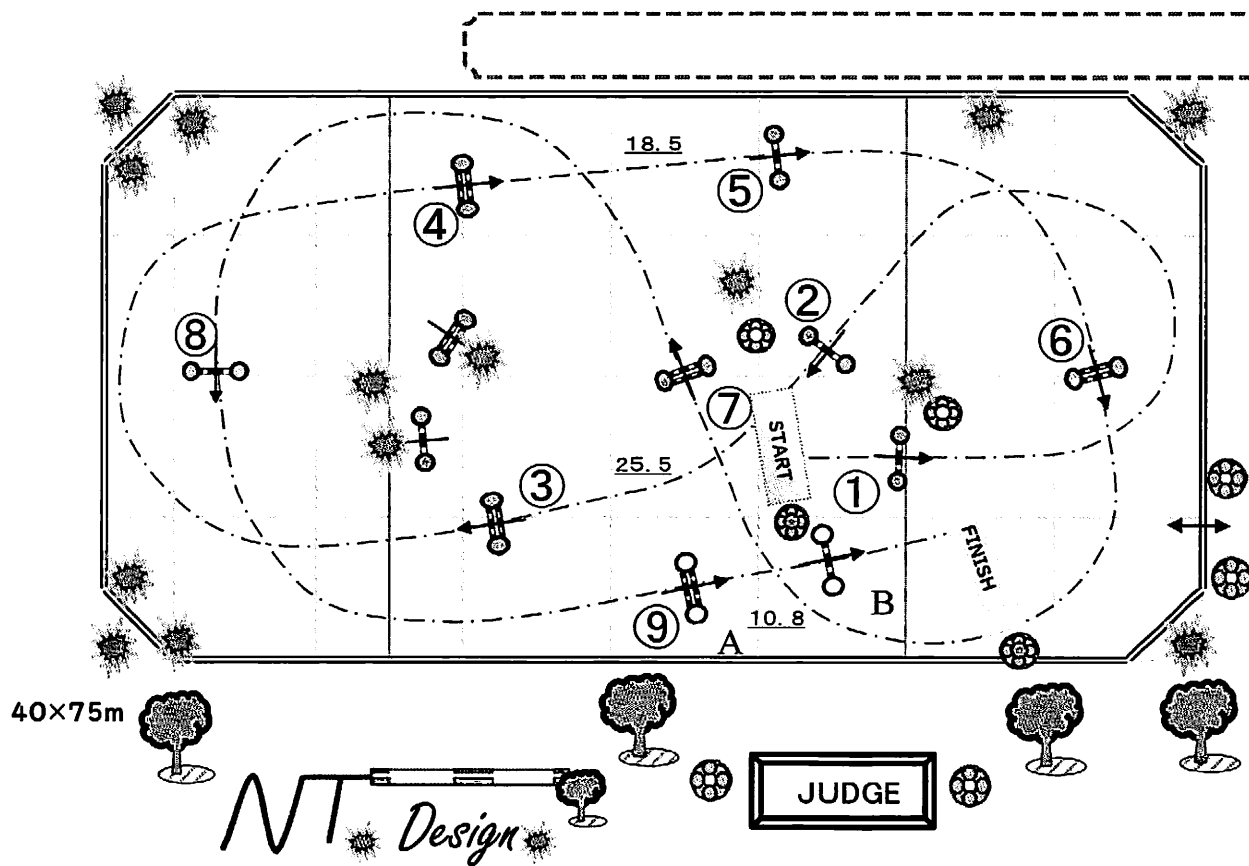 18.5
④
⑤
②
⑧
⑥
⑦
START
25.5
③
①
FINISH
B
⑨
10.8
A
40×75m
NT
JUDGE
Design